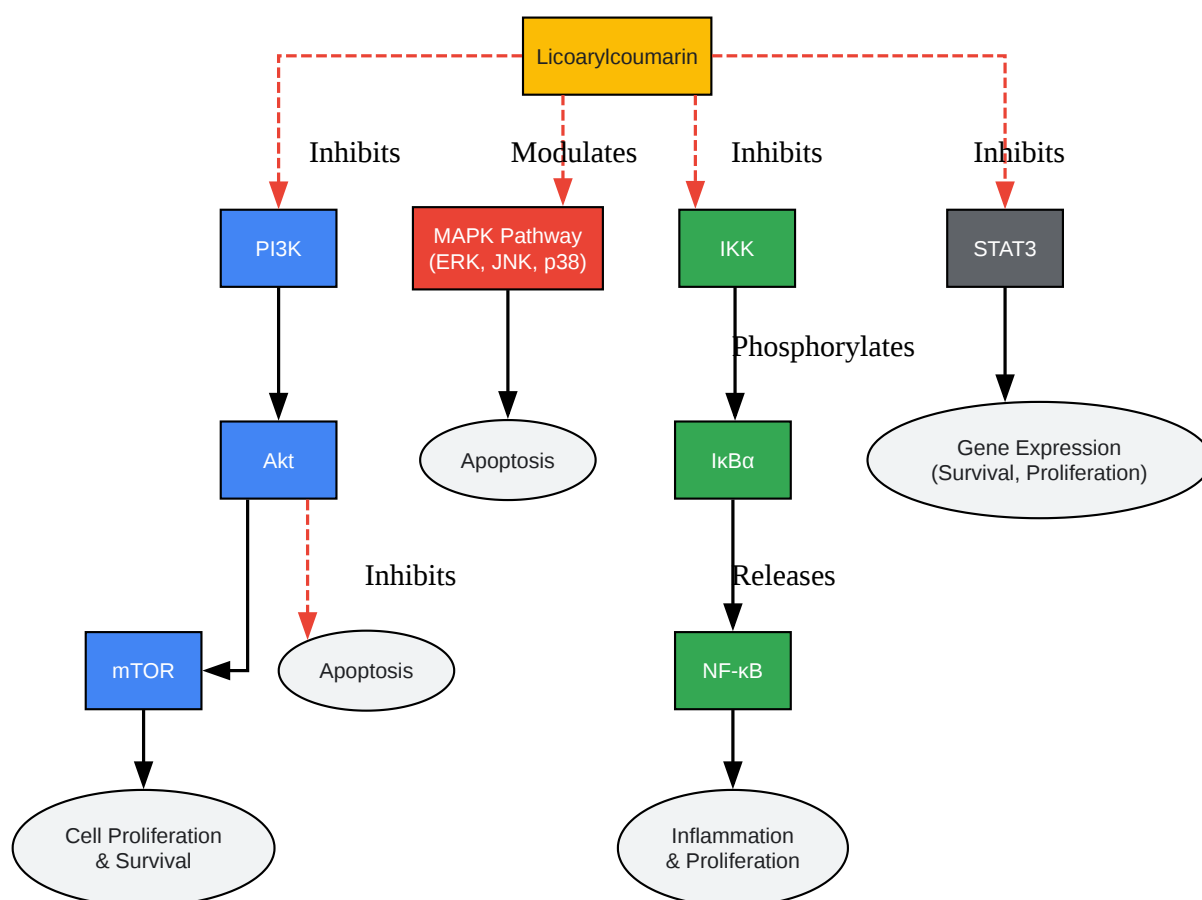 Licoarylcoumarin
Inhibits
Modulates
Inhibits
Inhibits
PI3K
MAPK Pathway
(ERK, JNK, p38)
IKK
STAT3
Phosphorylates
Akt
Apoptosis
IκBα
Gene Expression
(Survival, Proliferation)
Inhibits
Releases
mTOR
Apoptosis
NF-κB
Cell Proliferation
& Survival
Inflammation
& Proliferation